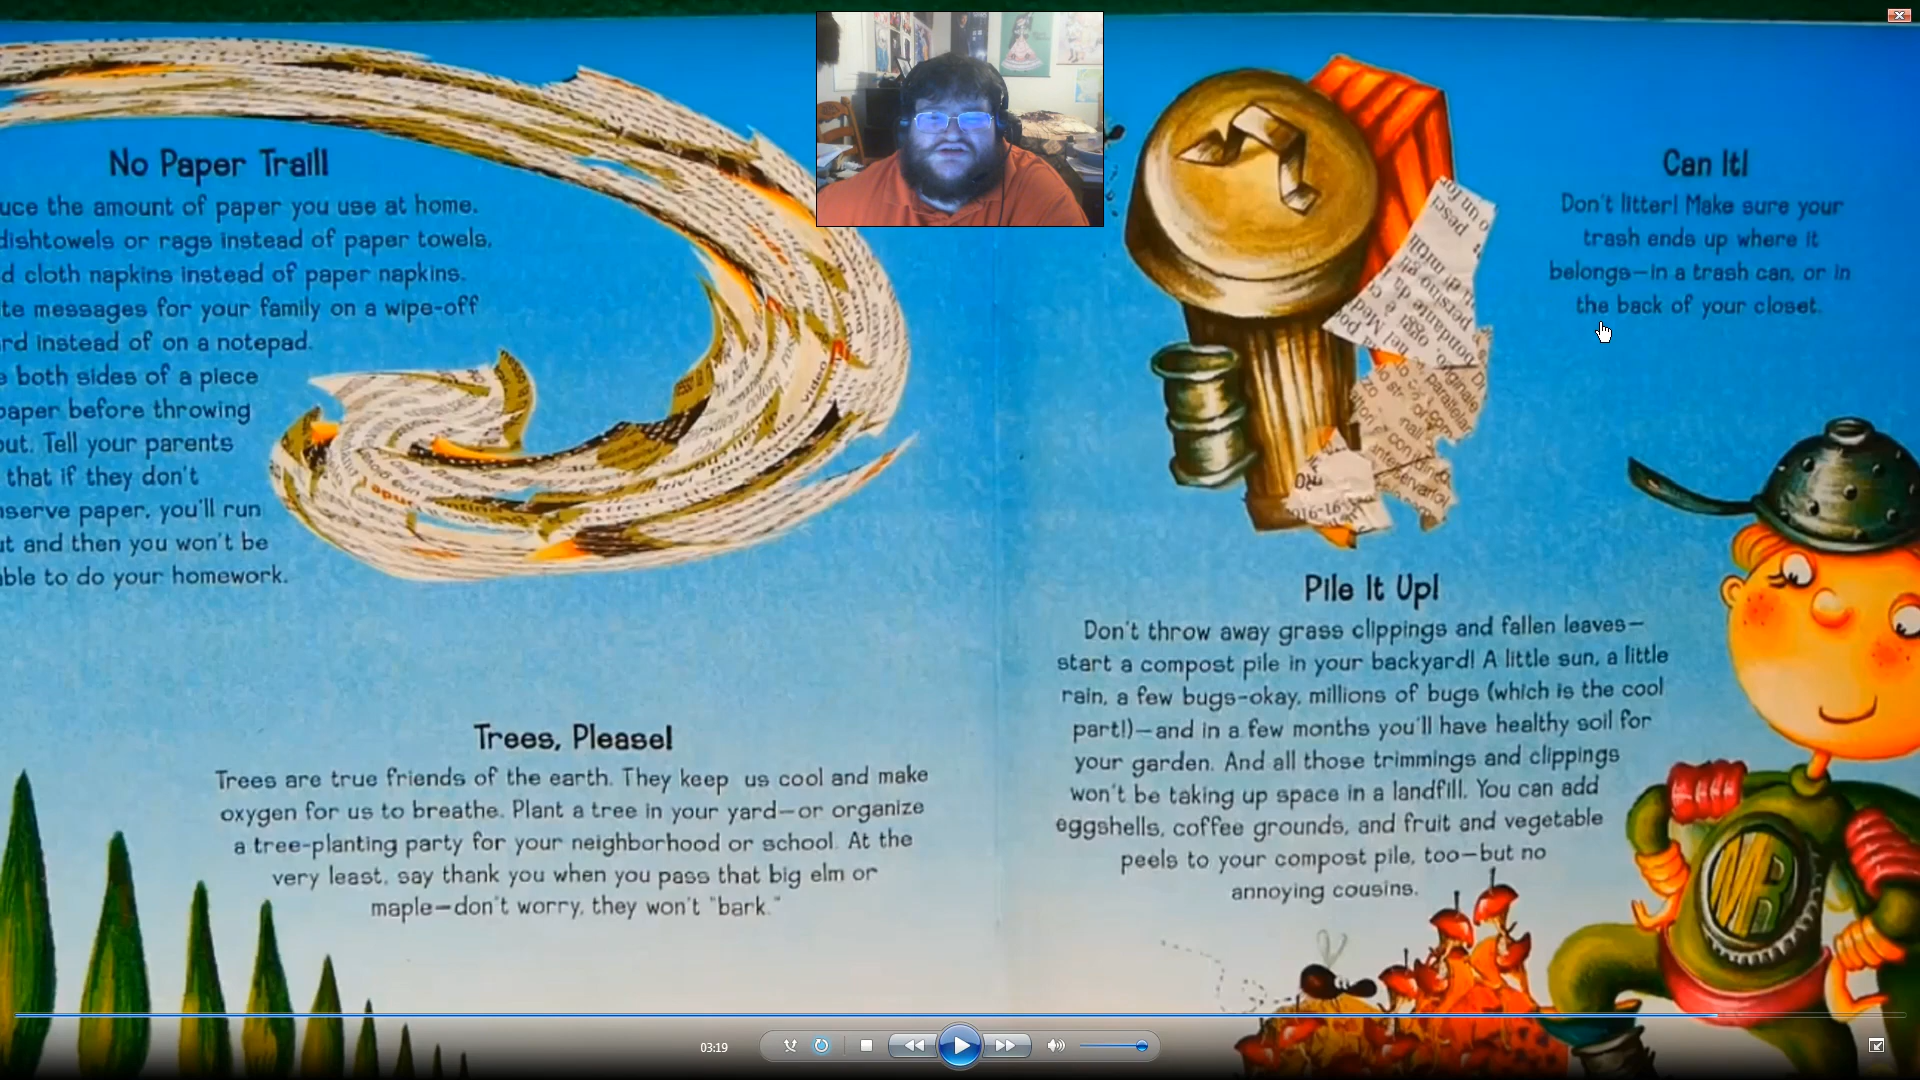 No Paper Trail!
uce the amount of paper you use at home.
dishtowels or rags instead of paper towels,
d cloth napkins instead of paper napkins.
te messages for your family on a wipe-off
rd instead of on a notepad.
e both sides of a piece
paper before throwing
out. Tell your parents
that if they don't
nserve paper, you'll run
ut and then you won't be
able to do your homework.
Trees, Please!
Trees are true friends of the earth. They keep us cool and make
oxygen for us to breathe. Plant a tree in your yard—or organize
a tree-planting party for your neighborhood or school. At the
very least, say thank you when you pass that big elm or
maple—don't worry, they won't "bark."
Can It!
Don't litter! Make sure your
trash ends up where it
belongs—in a trash can, or in
the back of your closet.
Pile It Up!
Don't throw away grass clippings and fallen leaves—
start a compost pile in your backyard! A little sun, a little
rain, a few bugs-okay, millions of bugs (which is the cool
part!)—and in a few months you'll have healthy soil for
your garden. And all those trimmings and clippings
won't be taking up space in a landfill. You can add
eggshells, coffee grounds, and fruit and vegetable
peels to your compost pile, too—but no
annoying cousins.
MR
03:19